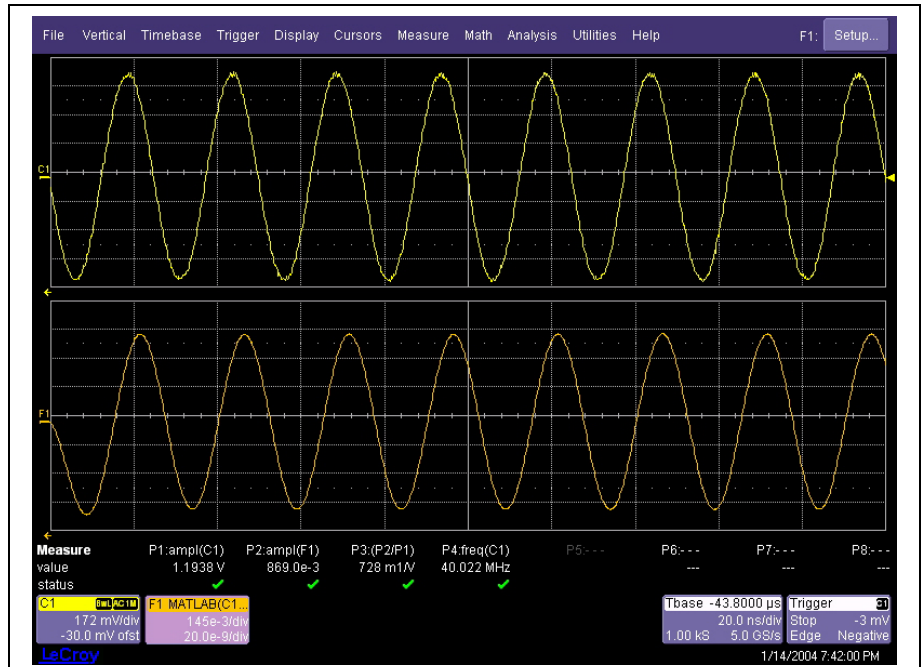 File Vertical Timebase Trigger Display Cursors Measure Math Analysis Utilities Help F1: Setup...
C1
F1
Measure P1:ampl(C1) P2:ampl(F1) P3:(P2/P1) P4:freq(C1) P5:- - - P6:- - - P7:- - - P8:- - -
value 1.1938 V 869.0e-3 728 m1/V 40.022 MHz --- --- ---
status
C1 BwL AC1M F1 MATLAB(C1... Tbase -43.8000 µs Trigger C1
172 mV/div 145e-3/div 20.0 ns/div Stop -3 mV
-30.0 mV ofst 20.0e-9/div 1.00 kS 5.0 GS/s Edge Negative
LeCroy 1/14/2004 7:42:00 PM